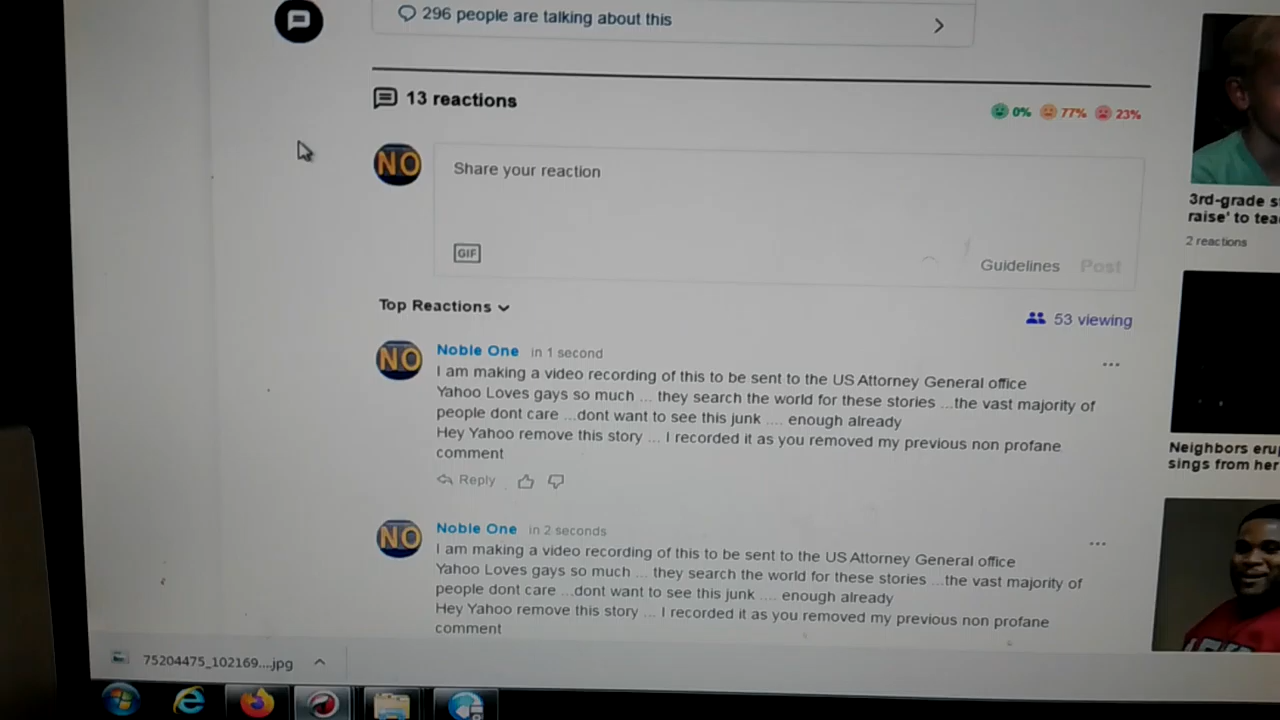 296 people are talking about this
13 reactions
0% 77% 23%
NO
Share your reaction
GIF
Guidelines Post
Top Reactions
53 viewing
NO
Noble One in 1 second
I am making a video recording of this to be sent to the US Attorney General office
Yahoo Loves gays so much ... they search the world for these stories ...the vast majority of
people dont care ...dont want to see this junk .... enough already
Hey Yahoo remove this story ... I recorded it as you removed my previous non profane
comment
Reply
NO
Noble One in 2 seconds
I am making a video recording of this to be sent to the US Attorney General office
Yahoo Loves gays so much ... they search the world for these stories ...the vast majority of
people dont care ...dont want to see this junk .... enough already
Hey Yahoo remove this story ... I recorded it as you removed my previous non profane
comment
3rd-grade
raise' to
2 reactions
Neighbors
sings from her
75204475_102169....jpg